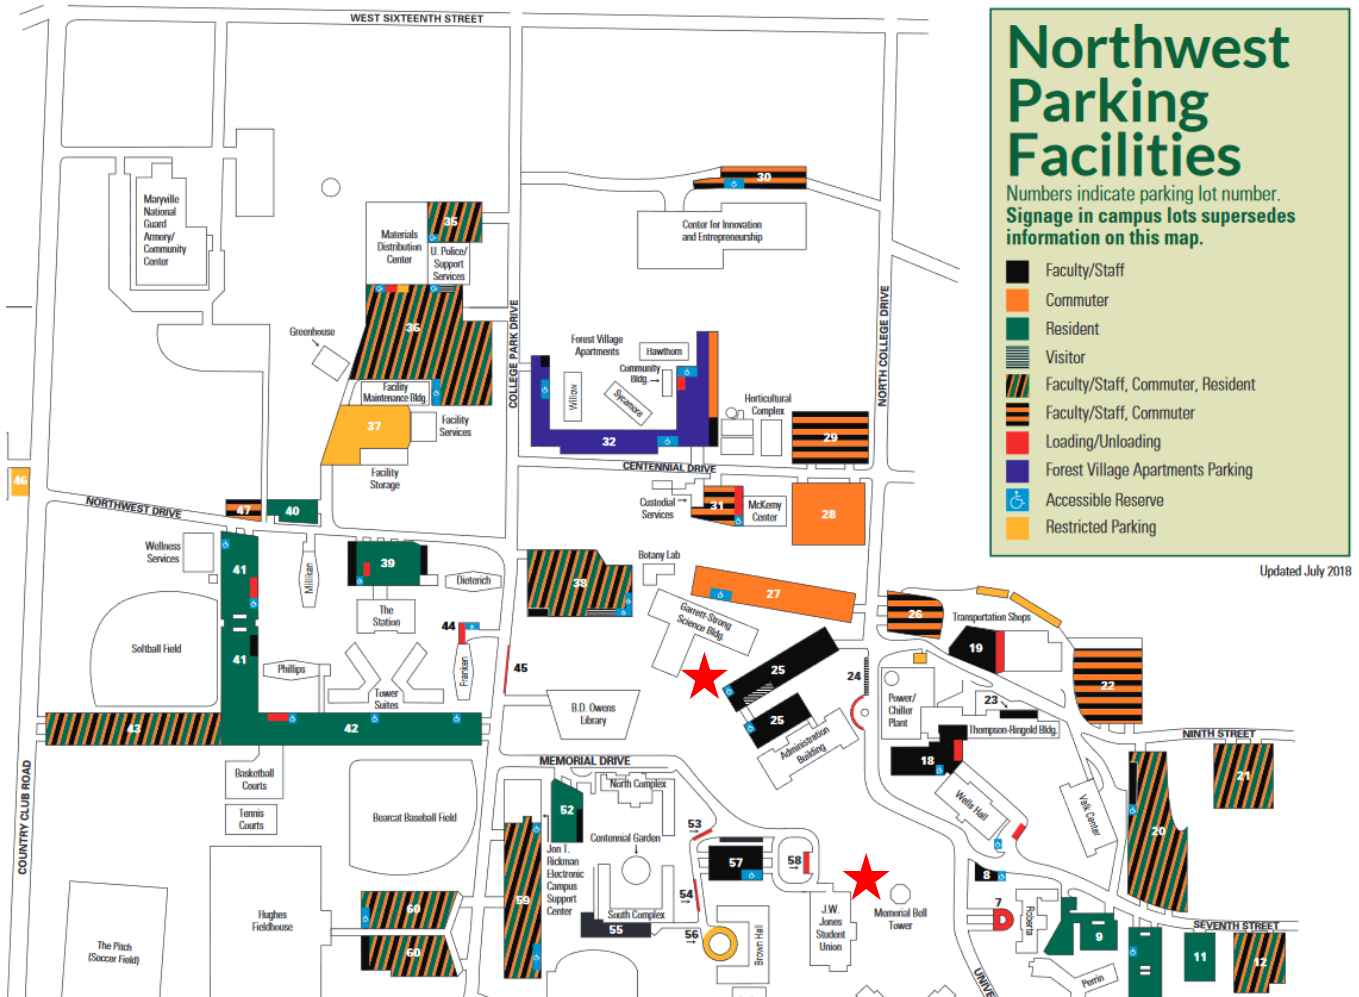 WEST SIXTEENTH STREET
Northwest
Parking
Facilities
Numbers indicate parking lot number.
Signage in campus lots supersedes
information on this map.
Faculty/Staff
Commuter
Resident
Visitor
Faculty/Staff, Commuter, Resident
Faculty/Staff, Commuter
Loading/Unloading
Forest Village Apartments Parking
Accessible Reserve
Restricted Parking
Updated July 2018
30
Maryville
National
Guard
Armory/
Community
Center
35
Materials
Distribution
Center
U. Police/
Support
Services
Center for Innovation
and Entrepreneurship
COLLEGE PARK DRIVE
NORTH COLLEGE DRIVE
Greenhouse
36
Forest Village
Apartments
Hawthorn
Community
Bldg.
Willow
Sycamore
Facility
Maintenance Bldg.
Horticultural
Complex
37
Facility
Services
32
29
Facility
Storage
CENTENNIAL DRIVE
46
NORTHWEST DRIVE
47
40
Custodial
Services
31
McKemy
Center
28
Wellness
Services
41
Millikan
39
Dieterich
38
Botany Lab
27
Garrett-Strong
Science Bldg.
The
Station
26
Transportation Shops
Softball Field
41
44
Franken
45
19
Phillips
Tower
Suites
25
24
22
Power/
Chiller
Plant
23
43
42
B.D. Owens
Library
25
Administration
Building
Thompson-Ringold Bldg.
NINTH STREET
MEMORIAL DRIVE
18
21
Basketball
Courts
North Complex
Wells Hall
Valk Center
COUNTRY CLUB ROAD
Tennis
Courts
Bearcat Baseball Field
52
53
20
Centennial Garden
Jon T.
Rickman
Electronic
Campus
Support
Center
57
58
8
59
54
Hughes
Fieldhouse
60
60
South Complex
55
56
Brown Hall
J.W.
Jones
Student
Union
Memorial Bell
Tower
7
Roberta
9
SEVENTH STREET
11
12
The Pitch
(Soccer Field)
Perrin
UNIVE